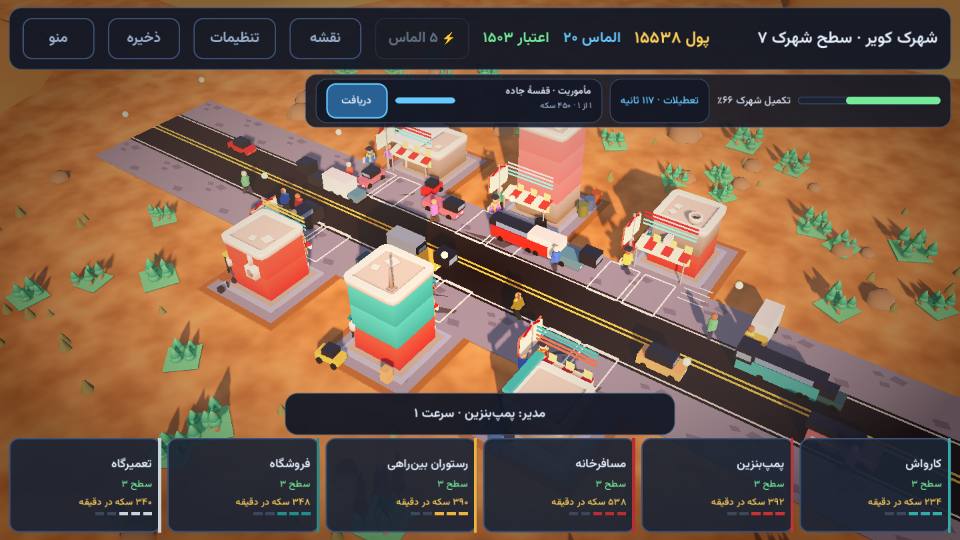 شهرک کویر · سطح شهرک ۷
پول ۱۵۵۳۸
الماس ۲۰
اعتبار ۱۵۰۳
⚡ ۵ الماس
نقشه
تنظیمات
ذخیره
منو
تکمیل شهرک ۶۶٪
تعطیلات · ۱۱۷ ثانیه
مأموریت · قفسهٔ جاده
۱ از ۱ · ۴۵۰ سکه
دریافت
مدیر: پمپ‌بنزین · سرعت ۱
کارواش
سطح ۳
۲۳۴ سکه در دقیقه
پمپ‌بنزین
سطح ۳
۳۹۲ سکه در دقیقه
مسافرخانه
سطح ۳
۵۳۸ سکه در دقیقه
رستوران بین‌راهی
سطح ۳
۳۹۰ سکه در دقیقه
فروشگاه
سطح ۳
۳۴۸ سکه در دقیقه
تعمیرگاه
سطح ۳
۳۴۰ سکه در دقیقه